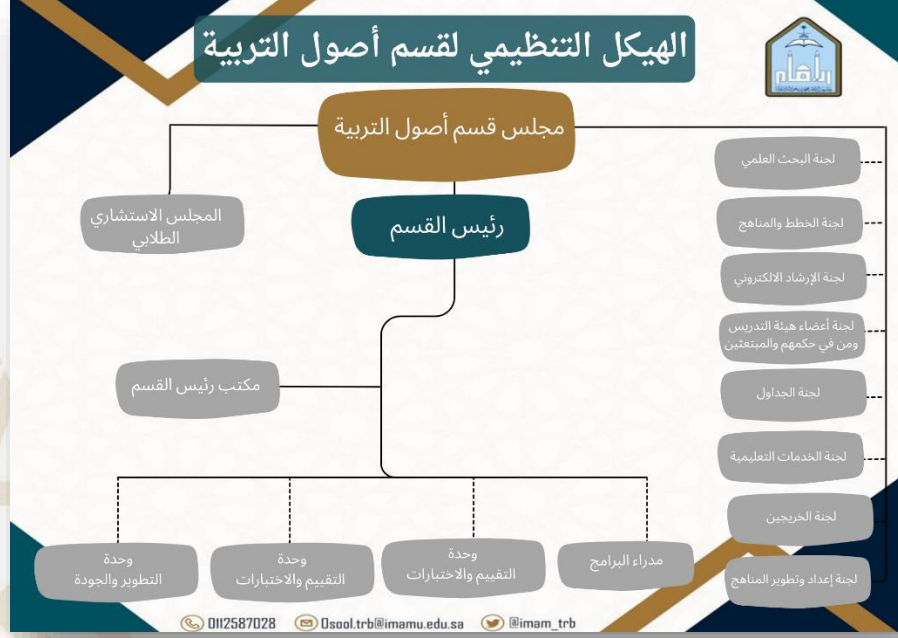 الهيكل التنظيمي لقسم أصول التربية
مجلس قسم أصول التربية
رئيس القسم
المجلس الاستشاري
الطلابي
مكتب رئيس القسم
لجنة البحث العلمي
لجنة الخطط والمناهج
لجنة الإرشاد الالكتروني
لجنة أعضاء هيئة التدريس
ومن في حكمهم والمبتعثين
لجنة الجداول
لجنة الخدمات التعليمية
لجنة الخريجين
لجنة إعداد وتطوير المناهج
مدراء البرامج
وحدة
التقييم والاختبارات
وحدة
التقييم والاختبارات
وحدة
التطوير والجودة
0112587028
Osool.trb@imamu.edu.sa
@imam_trb